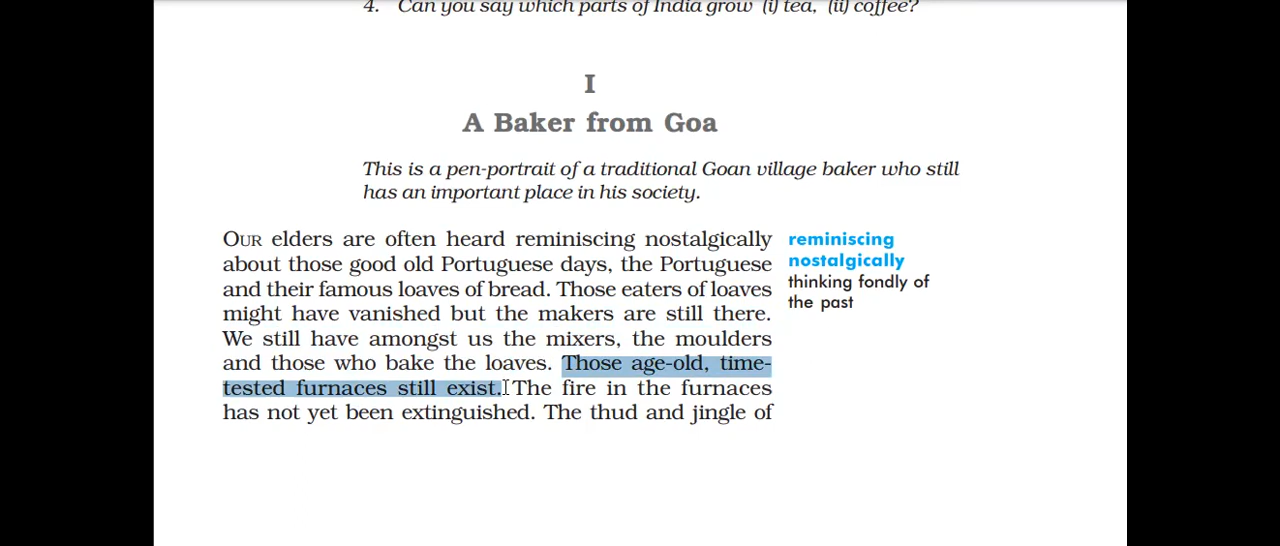 4. Can you say which parts of India grow (i) tea, (ii) coffee?
I
A Baker from Goa
This is a pen-portrait of a traditional Goan village baker who still
has an important place in his society.
OUR elders are often heard reminiscing nostalgically
about those good old Portuguese days, the Portuguese
and their famous loaves of bread. Those eaters of loaves
might have vanished but the makers are still there.
We still have amongst us the mixers, the moulders
and those who bake the loaves. Those age-old, time-
tested furnaces still exist. The fire in the furnaces
has not yet been extinguished. The thud and jingle of
reminiscing
nostalgically
thinking fondly of
the past